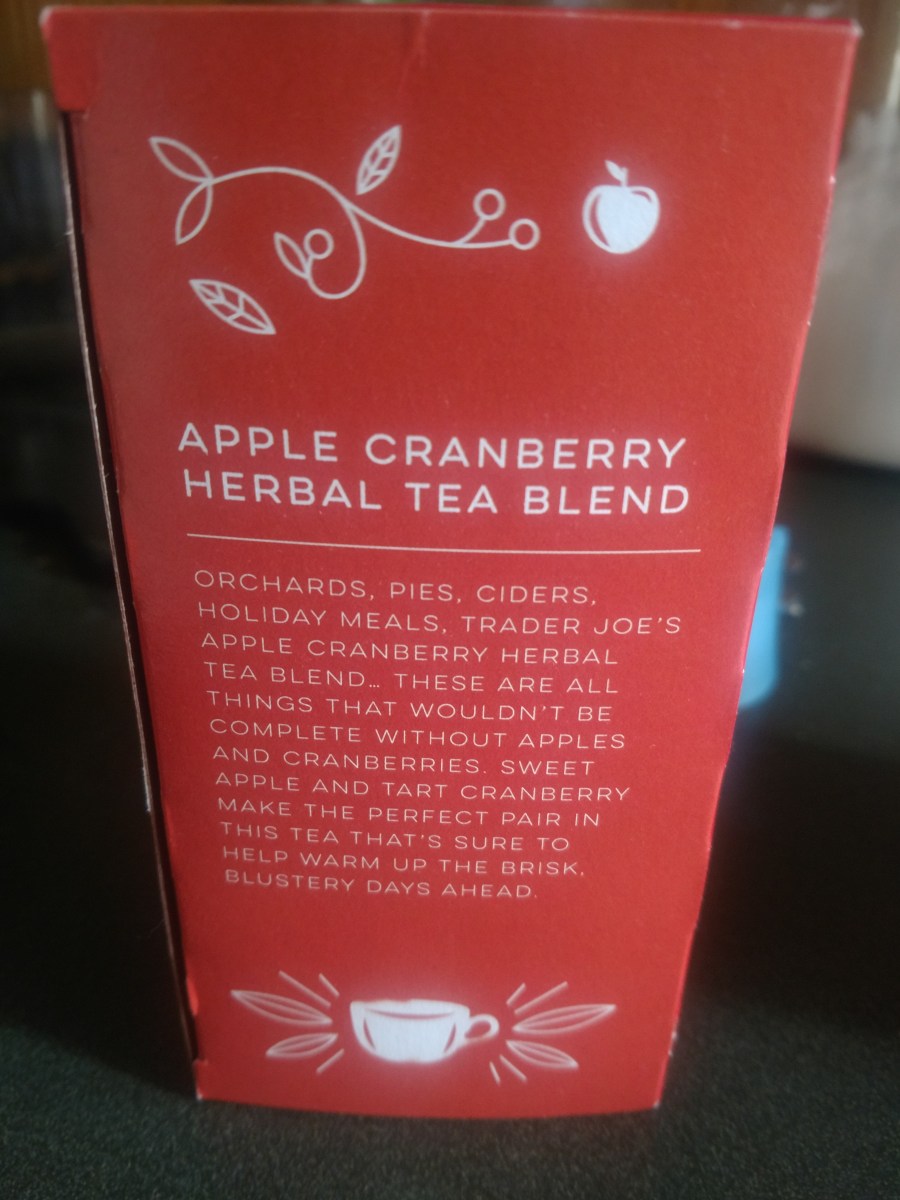 APPLE CRANBERRY
HERBAL TEA BLEND
ORCHARDS, PIES, CIDERS,
HOLIDAY MEALS, TRADER JOE'S
APPLE CRANBERRY HERBAL
TEA BLEND... THESE ARE ALL
THINGS THAT WOULDN'T BE
COMPLETE WITHOUT APPLES
AND CRANBERRIES. SWEET
APPLE AND TART CRANBERRY
MAKE THE PERFECT PAIR IN
THIS TEA THAT'S SURE TO
HELP WARM UP THE BRISK,
BLUSTERY DAYS AHEAD.